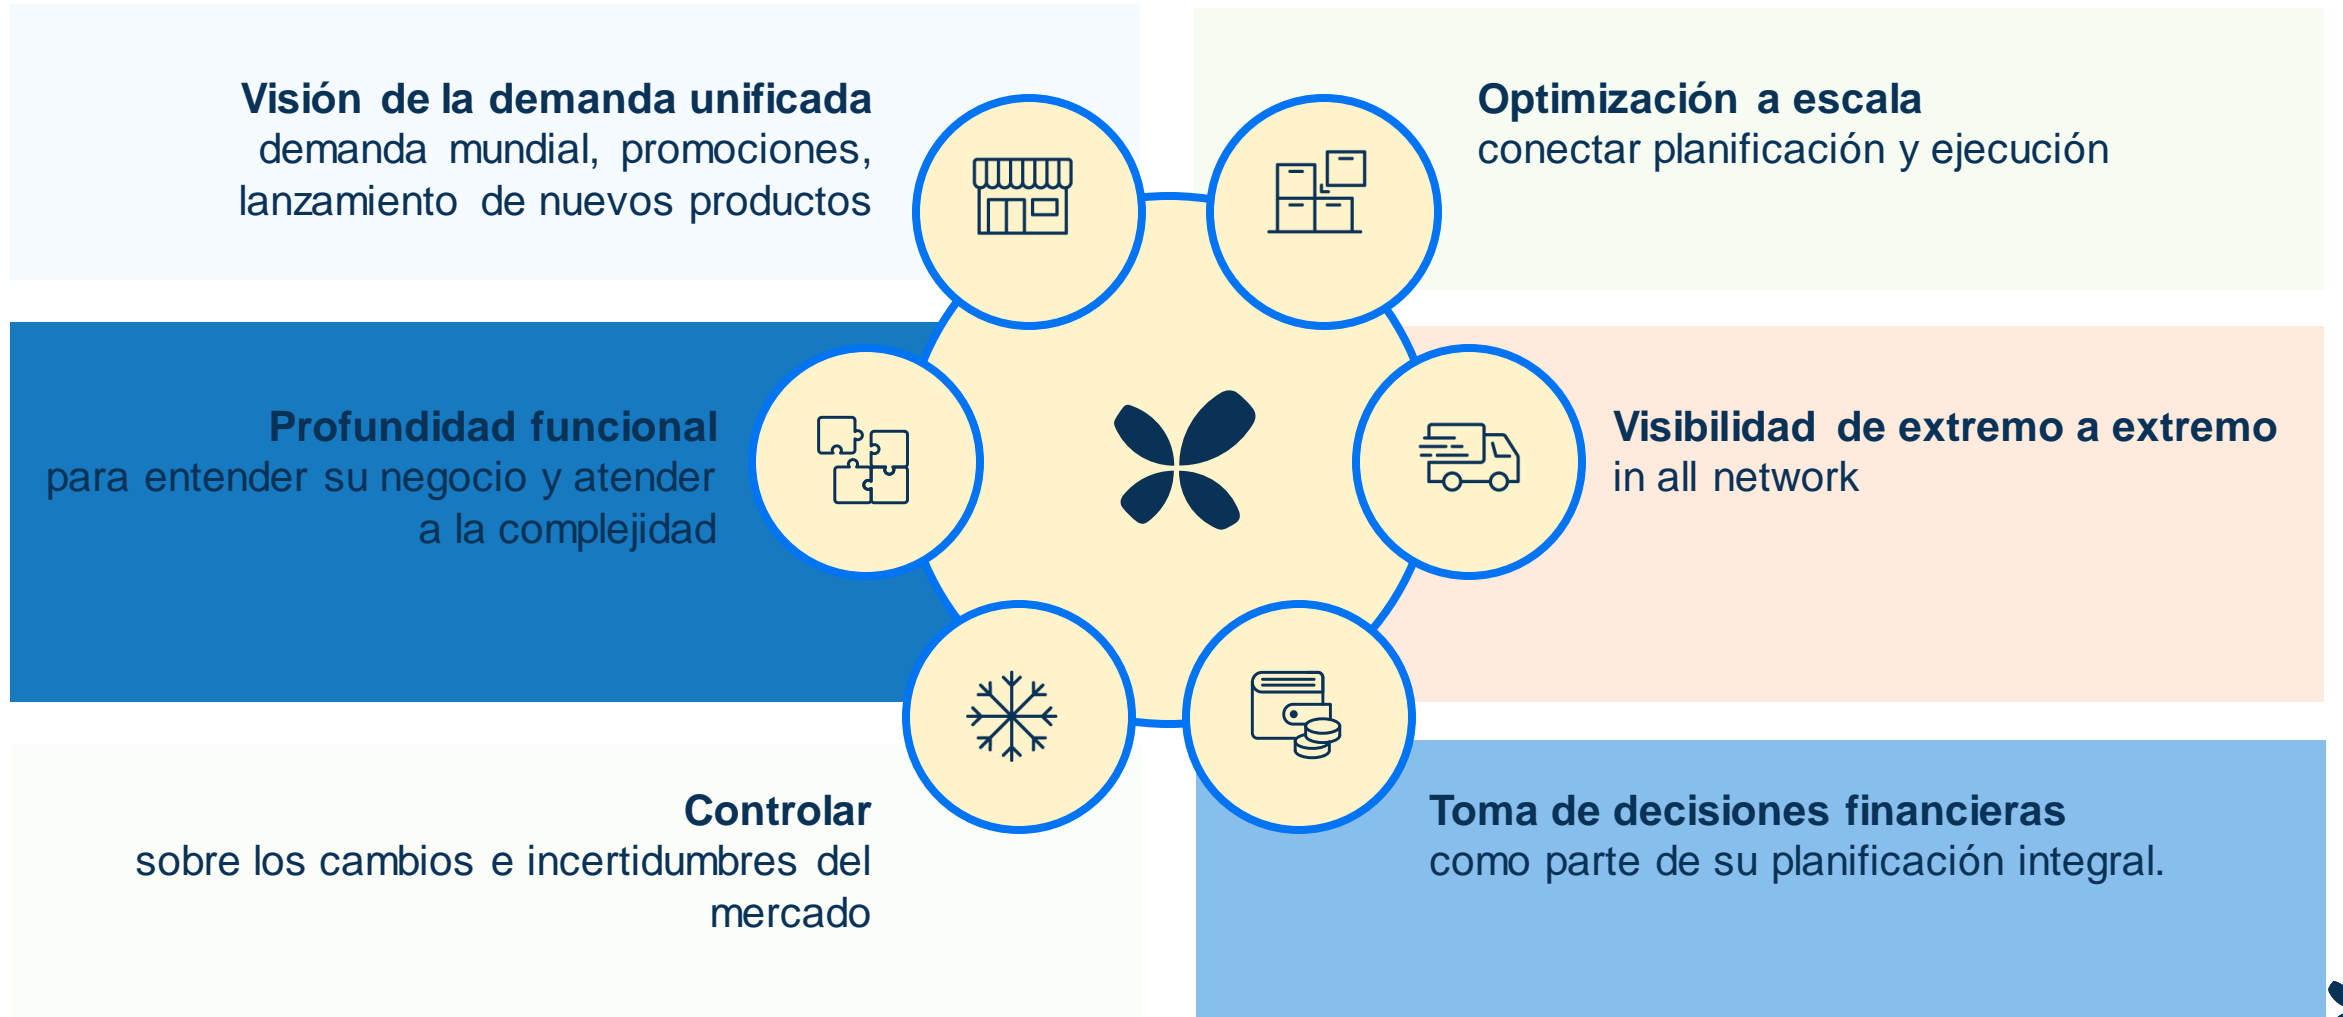 Visión de la demanda unificada
demanda mundial, promociones,
lanzamiento de nuevos productos
Optimización a escala
conectar planificación y ejecución
Profundidad funcional
para entender su negocio y atender
a la complejidad
Visibilidad de extremo a extremo
in all network
Controlar
sobre los cambios e incertidumbres del
mercado
Toma de decisiones financieras
como parte de su planificación integral.